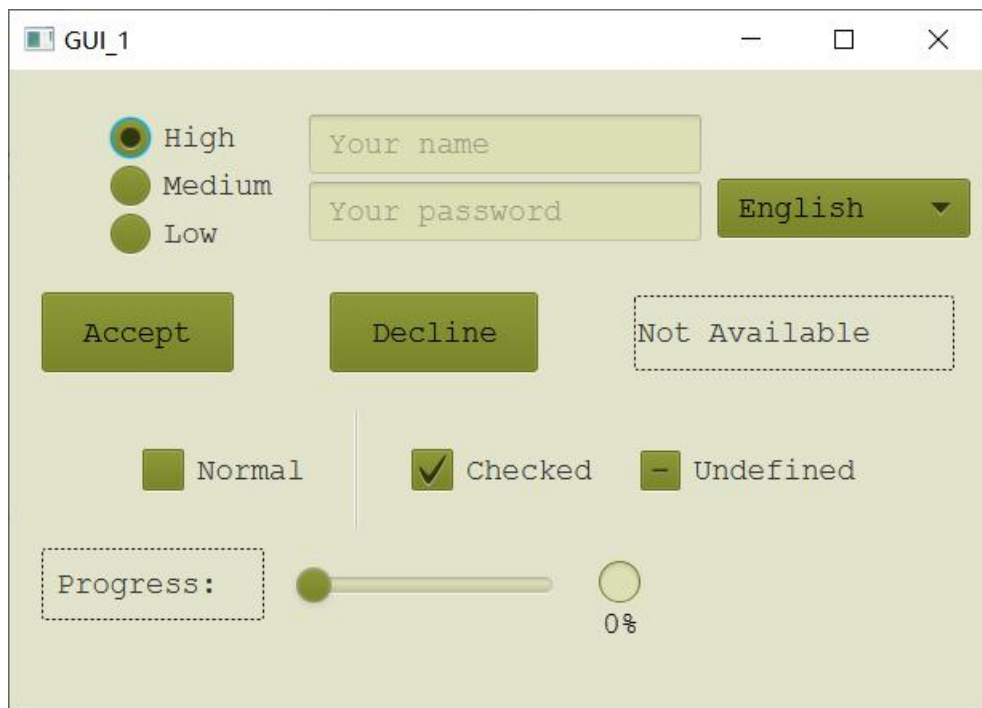 GUI_1
High
Medium
Low
Your name
Your password
English
Accept
Decline
Not Available
Normal
Checked
Undefined
Progress:
0%